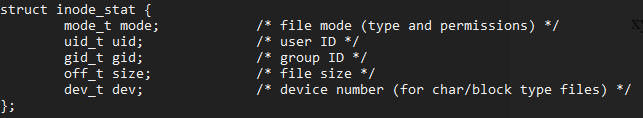 struct inode_stat {
        mode_t mode;            /* file mode (type and permissions) */
        uid_t uid;              /* user ID */
        gid_t gid;              /* group ID */
        off_t size;             /* file size */
        dev_t dev;              /* device number (for char/block type files) */
};